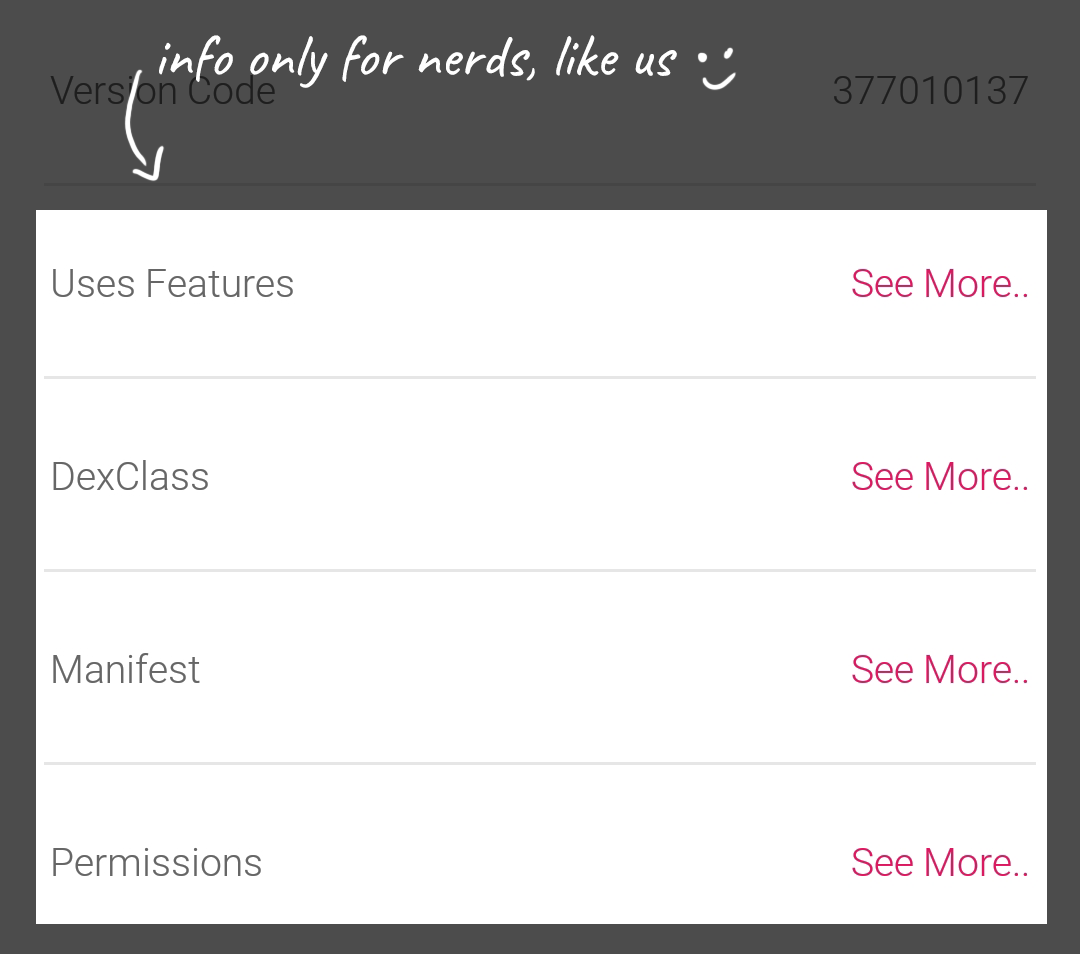 info only for nerds, like us
Version Code 377010137
Uses Features See More..
DexClass See More..
Manifest See More..
Permissions See More..